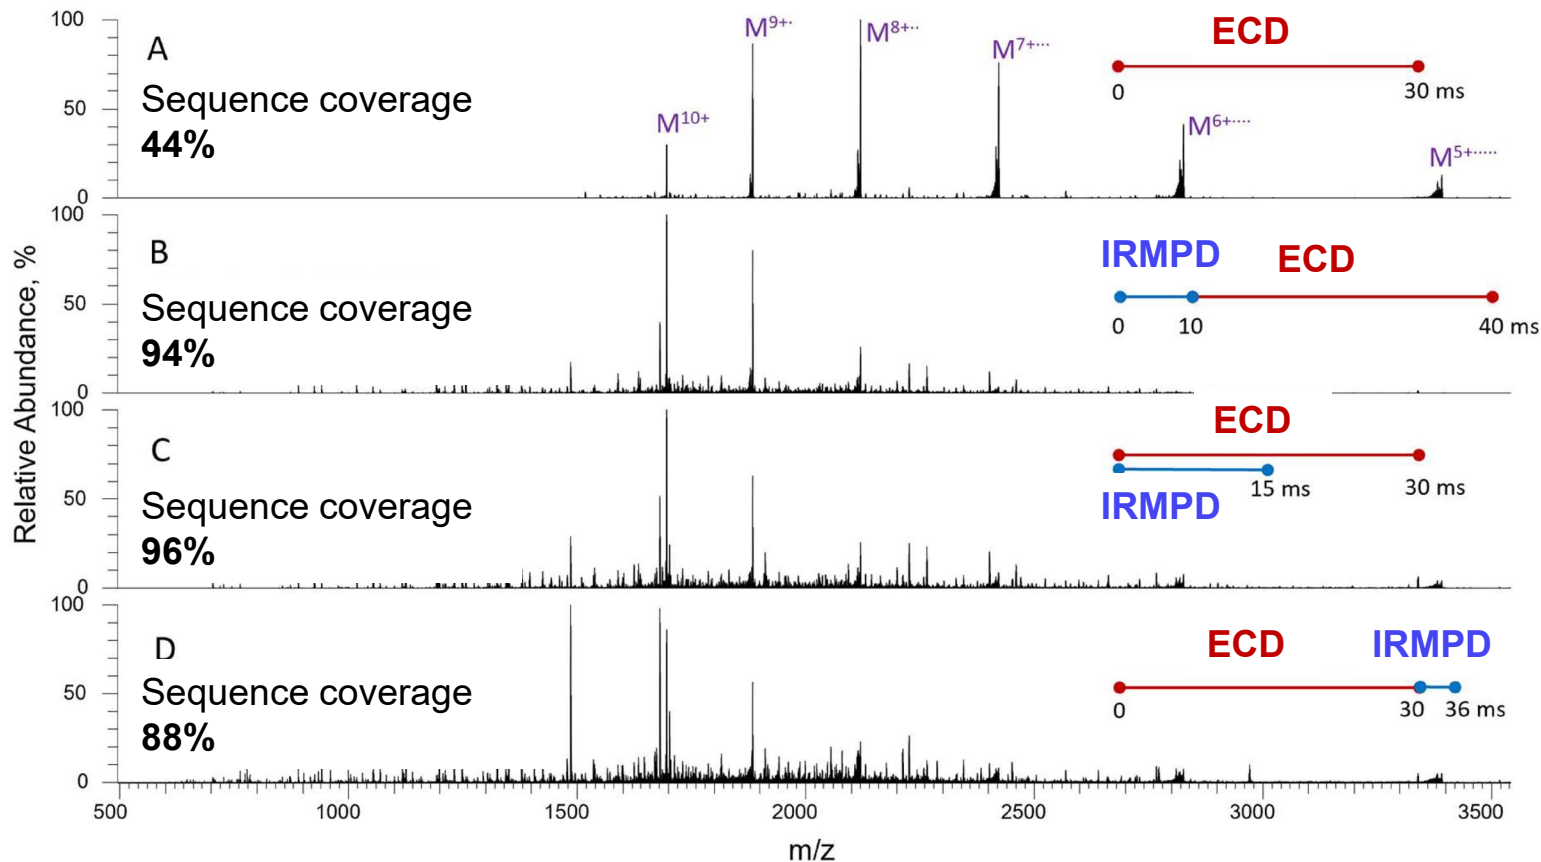 Relative Abundance, %
100
50
0
A
Sequence coverage
44%
M10+
M9+·
M8+··
M7+···
M6+····
M5+·····
ECD
0 30 ms
100
50
0
B
Sequence coverage
94%
IRMPD ECD
0 10 40 ms
100
50
0
C
Sequence coverage
96%
ECD
15 ms 30 ms
IRMPD
100
50
0
D
Sequence coverage
88%
ECD IRMPD
0 30 36 ms
500 1000 1500 2000 2500 3000 3500
m/z